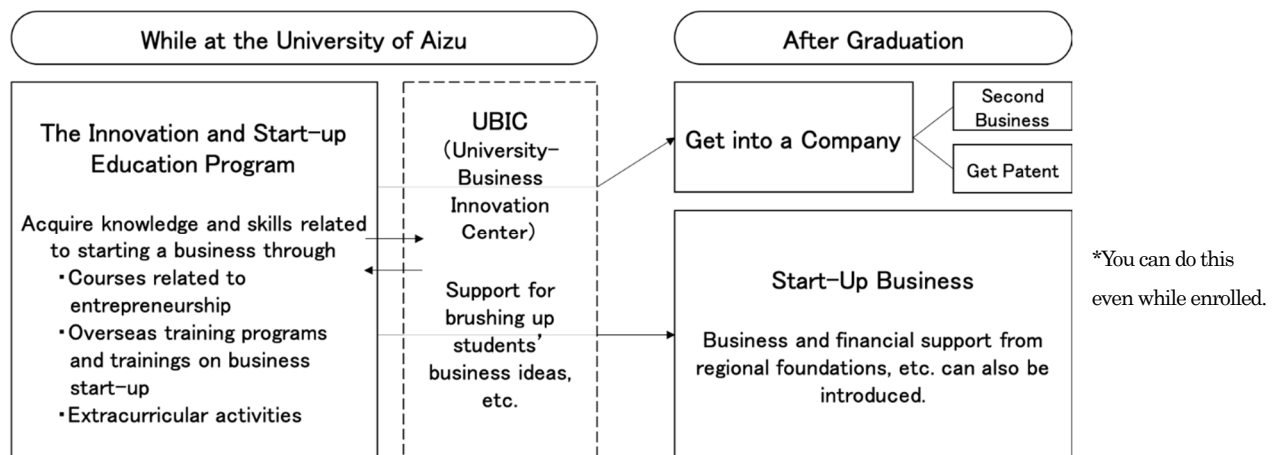 While at the University of Aizu
After Graduation
The Innovation and Start-up
Education Program
Acquire knowledge and skills related
to starting a business through
・Courses related to
entrepreneurship
・Overseas training programs
and trainings on business
start-up
・Extracurricular activities
UBIC
(University-
Business
Innovation
Center)
Support for
brushing up
students'
business ideas,
etc.
Get into a Company
Second
Business
Get Patent
Start-Up Business
Business and financial support from
regional foundations, etc. can also be
introduced.
*You can do this
even while enrolled.